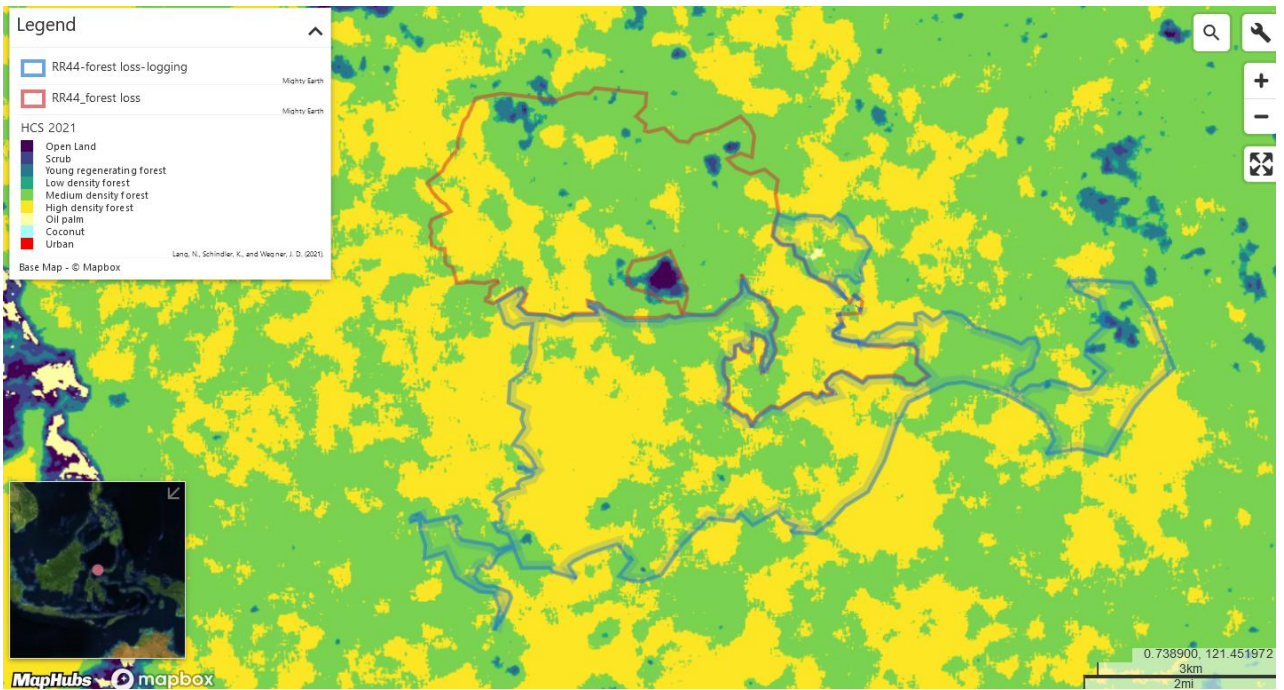 Legend
RR44-forest loss-logging
Mighty Earth
RR44_forest loss
Mighty Earth
HCS 2021
Open Land
Scrub
Young regenerating forest
Low density forest
Medium density forest
High density forest
Oil palm
Coconut
Urban
Lang, N., Schindler, K., and Wegner, J. D. (2021).
Base Map - © Mapbox
0.738900, 121.451972
3km
2mi
MapHubs mapbox